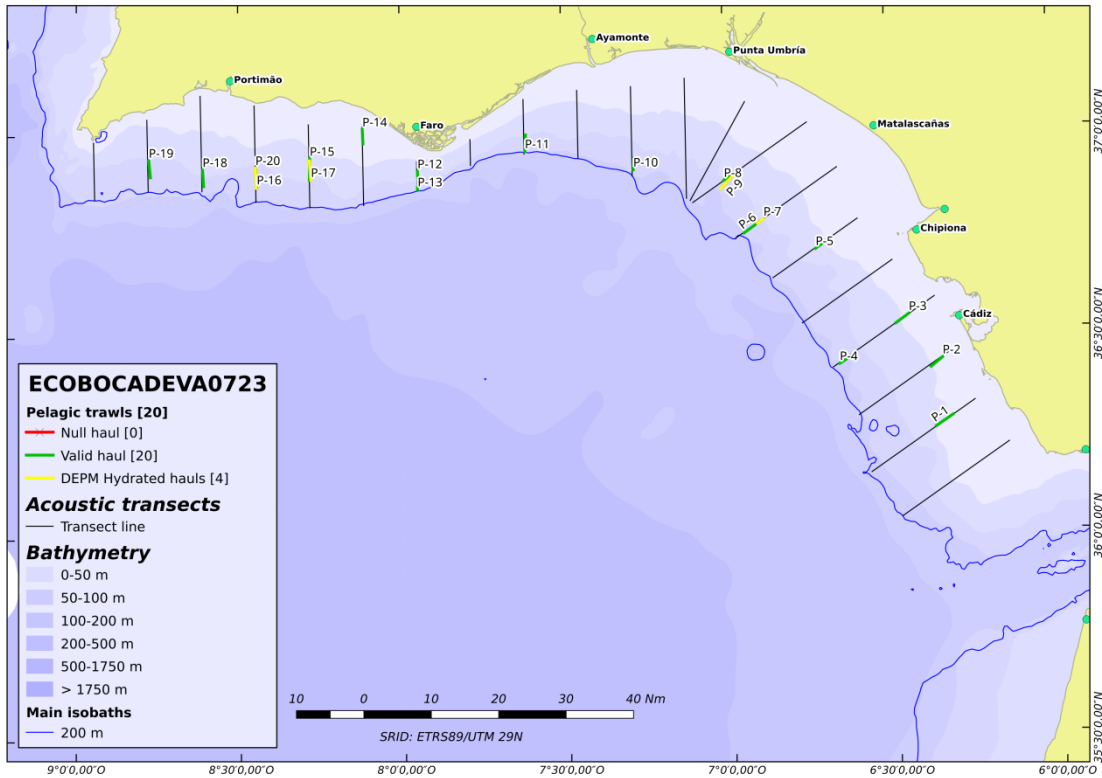 Ayamonte
Punta Umbría
Portimão
Matalascañas
Faro
Chipiona
Cádiz
P-14
P-15
P-11
P-19
P-18
P-20
P-17
P-12
P-10
P-16
P-13
P-8
P-9
P-6
P-7
P-5
P-3
P-4
P-2
P-1
37°0'0,00"N
36°30'0,00"N
36°0'0,00"N
35°30'0,00"N
ECOBOCADEVA0723
Pelagic trawls [20]
Null haul [0]
Valid haul [20]
DEPM Hydrated hauls [4]
Acoustic transects
Transect line
Bathymetry
0-50 m
50-100 m
100-200 m
200-500 m
500-1750 m
> 1750 m
Main isobaths
200 m
10 0 10 20 30 40 Nm
SRID: ETRS89/UTM 29N
9°0'0,00"O 8°30'0,00"O 8°0'0,00"O 7°30'0,00"O 7°0'0,00"O 6°30'0,00"O 6°0'0,00"O